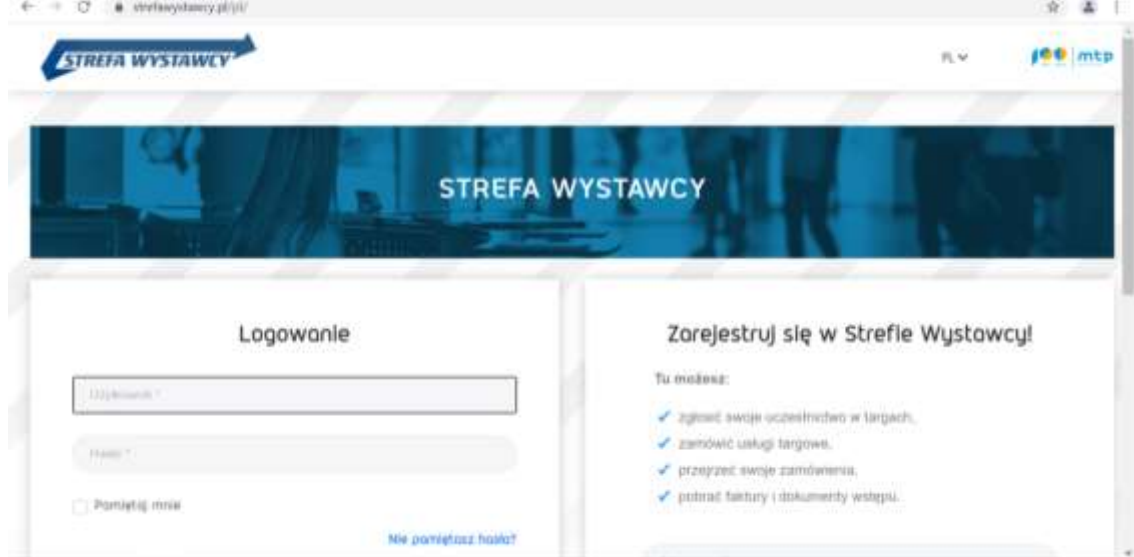 strefawystawcy.pl/pl/
STREFA WYSTAWCY
PL
100 mtp
STREFA WYSTAWCY
Logowanie
Użytkownik *
Hasło *
Pamiętaj mnie
Nie pamiętasz hasła?
Zarejestruj się w Strefie Wystawcy!
Tu możesz:
zgłosić swoje uczestnictwo w targach,
zamówić usługi targowe,
przejrzeć swoje zamówienia,
pobrać faktury i dokumenty wstępu.